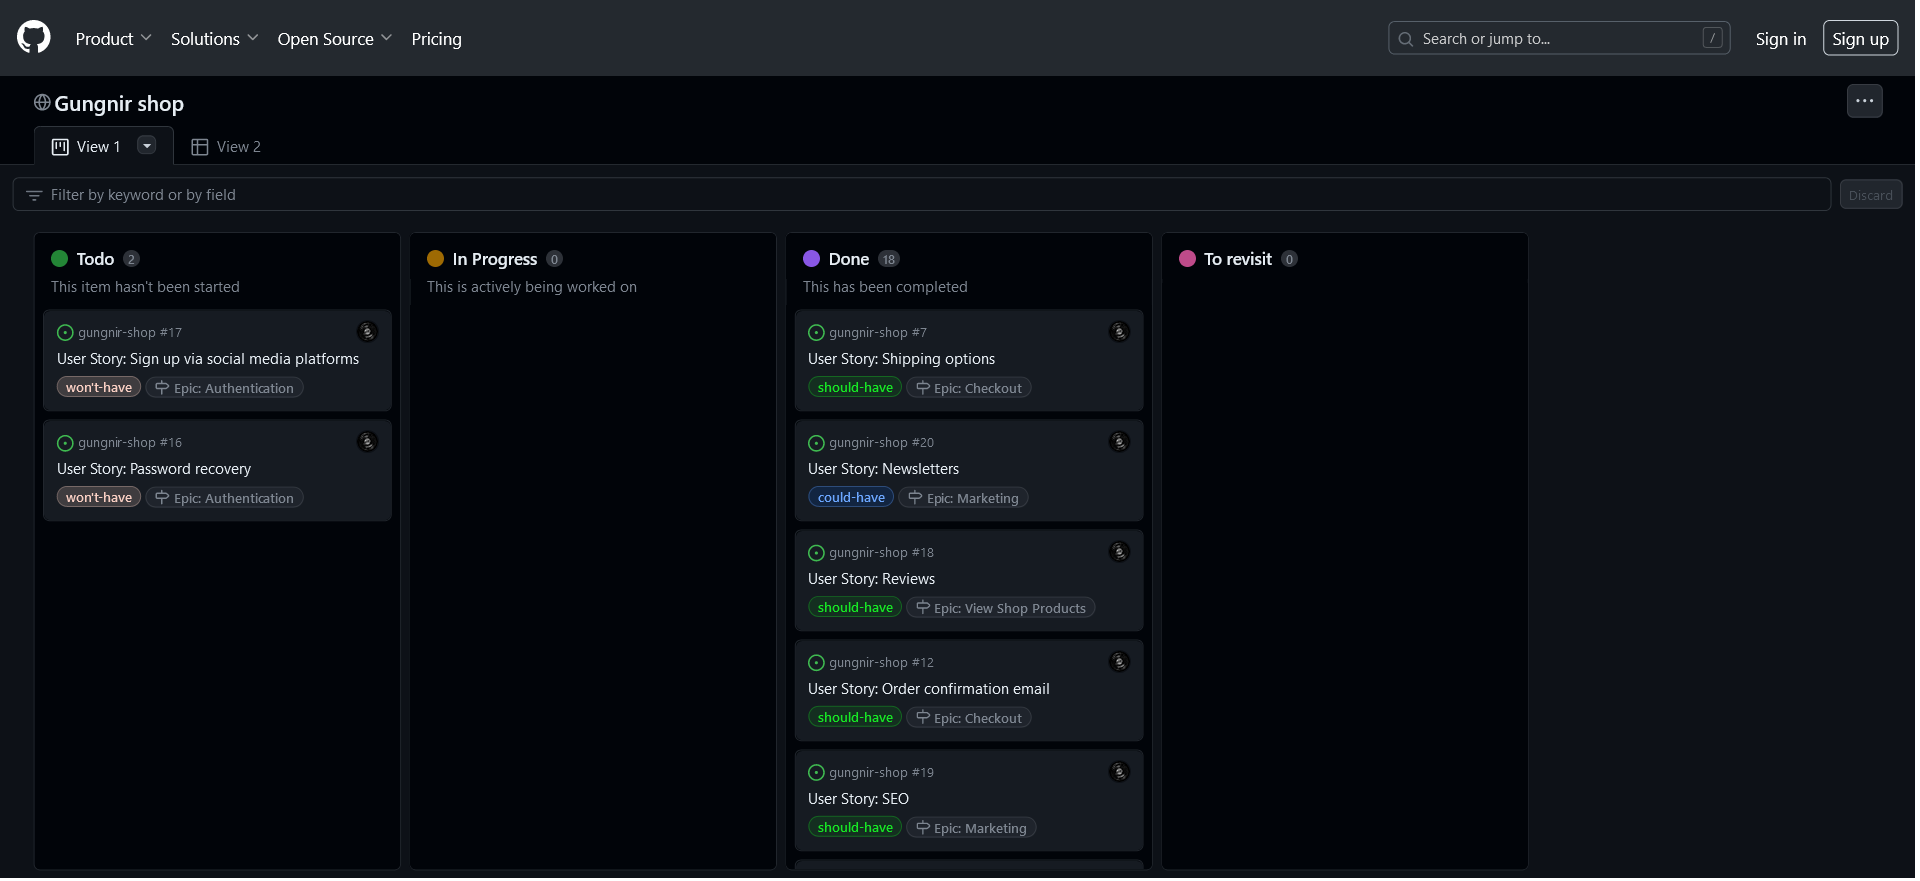 Product
Solutions
Open Source
Pricing
Search or jump to...
/
Sign in
Sign up
Gungnir shop
View 1
View 2
Filter by keyword or by field
Discard
Todo 2
This item hasn't been started
gungnir-shop #17
User Story: Sign up via social media platforms
won't-have Epic: Authentication
gungnir-shop #16
User Story: Password recovery
won't-have Epic: Authentication
In Progress 0
This is actively being worked on
Done 18
This has been completed
gungnir-shop #7
User Story: Shipping options
should-have Epic: Checkout
gungnir-shop #20
User Story: Newsletters
could-have Epic: Marketing
gungnir-shop #18
User Story: Reviews
should-have Epic: View Shop Products
gungnir-shop #12
User Story: Order confirmation email
should-have Epic: Checkout
gungnir-shop #19
User Story: SEO
should-have Epic: Marketing
To revisit 0